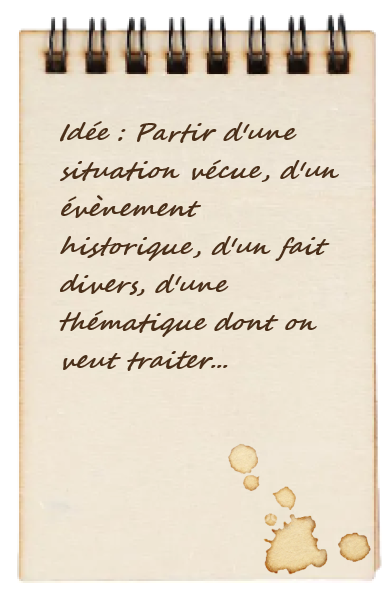 Idée : Partir d'une
situation vécue, d'un
évènement
historique, d'un fait
divers, d'une
thématique dont on
veut traiter...